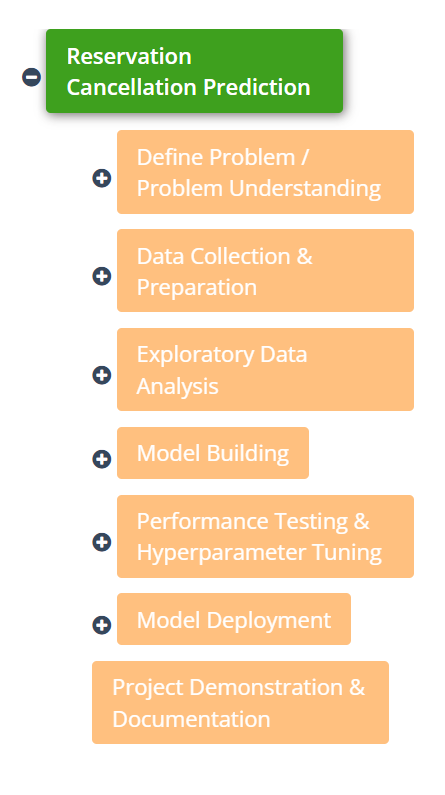 Reservation
Cancellation Prediction
Define Problem /
Problem Understanding
Data Collection &
Preparation
Exploratory Data
Analysis
Model Building
Performance Testing &
Hyperparameter Tuning
Model Deployment
Project Demonstration &
Documentation